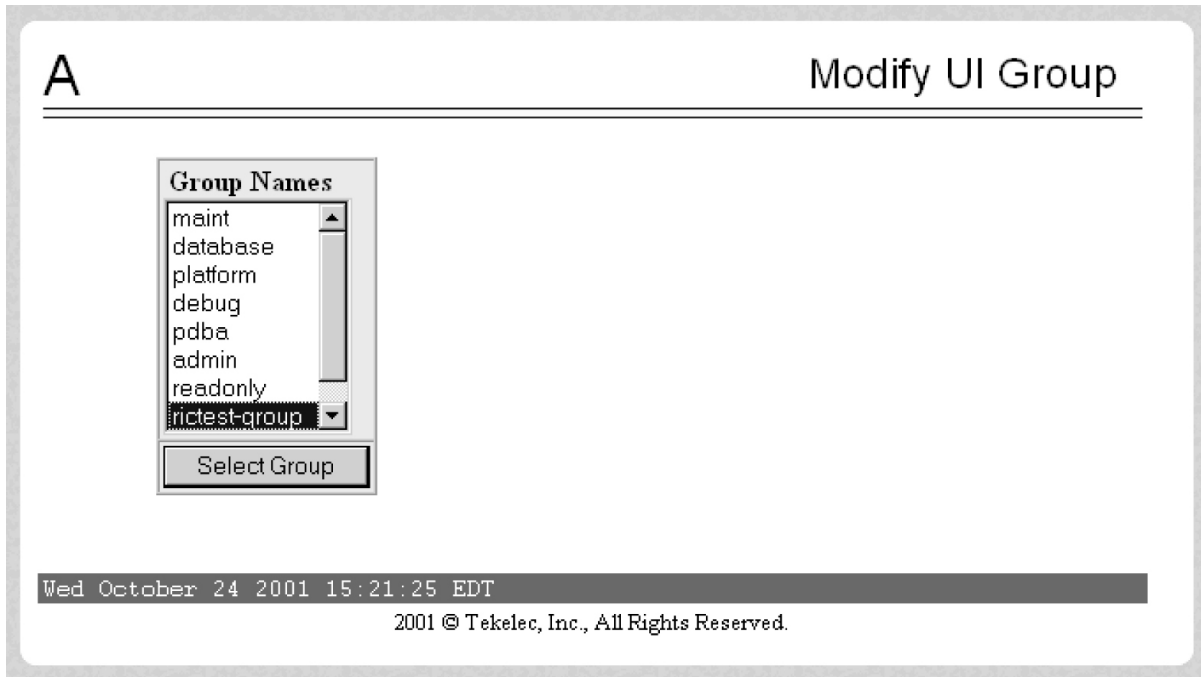 A
Modify UI Group
Group Names
maint
database
platform
debug
pdba
admin
readonly
rictest-group
Select Group
Wed October 24 2001 15:21:25 EDT
2001 © Tekelec, Inc., All Rights Reserved.